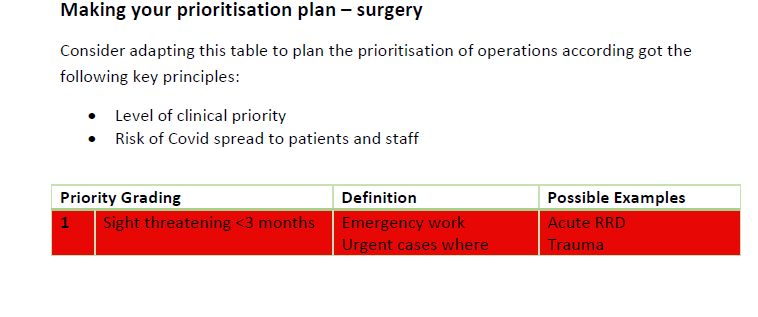 Making your prioritisation plan – surgery
Consider adapting this table to plan the prioritisation of operations according got the
following key principles:
• Level of clinical priority
• Risk of Covid spread to patients and staff
Priority Grading Definition Possible Examples
1 Sight threatening <3 months Emergency work Acute RRD
Urgent cases where Trauma